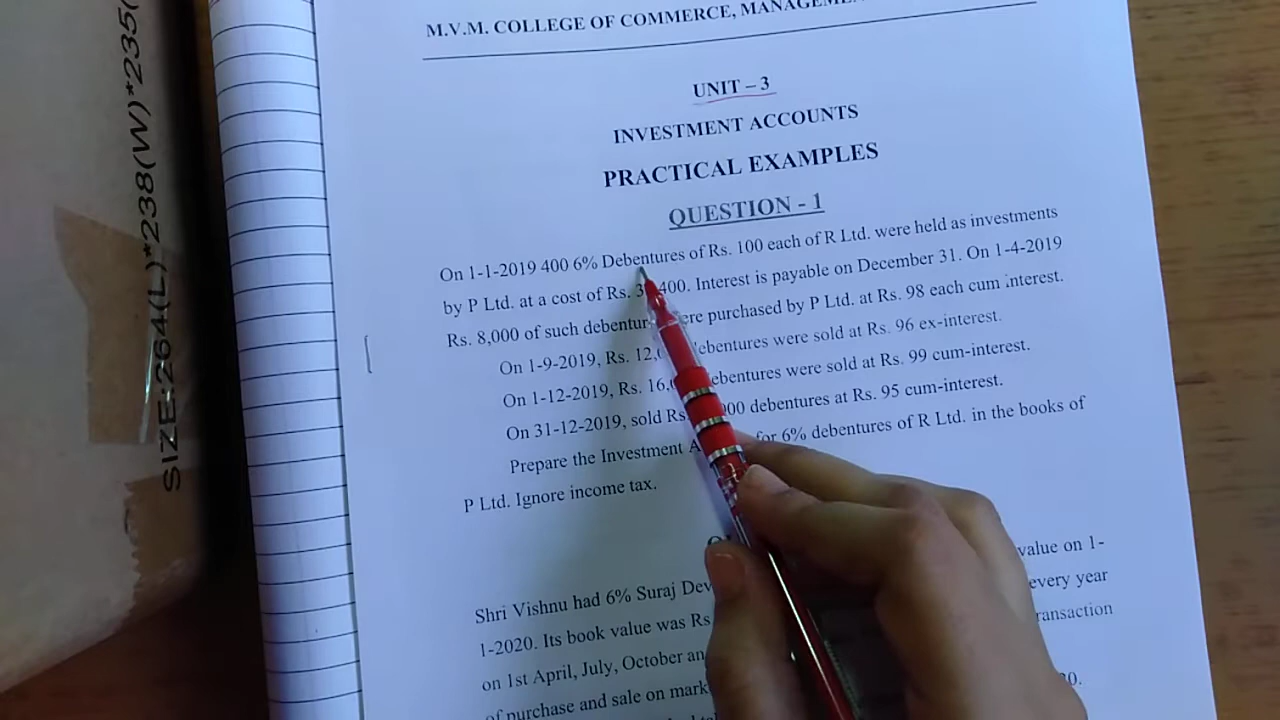 SIZE:264(L)*238(W)*235(
M.V.M. COLLEGE OF COMMERCE,
UNIT – 3
INVESTMENT ACCOUNTS
PRACTICAL EXAMPLES
QUESTION - 1
On 1-1-2019 400 6% Debentures of Rs. 100 each of R Ltd. were held as investments
by P Ltd. at a cost of Rs. 400. Interest is payable on December 31. On 1-4-2019
Rs. 8,000 of such purchased by P Ltd. at Rs. 98 each cum interest.
On 1-9-2019, Rs. were sold at Rs. 96 ex-interest.
On 1-12-2019, Rs. were sold at Rs. 99 cum-interest.
On 31-12-2019, sold debentures at Rs. 95 cum-interest.
Prepare the Investment for 6% debentures of R Ltd. in the books of
P Ltd. Ignore income tax.
Shri Vishnu had 6% Suraj value on 1-
1-2020. Its book value was Rs every year
on 1st April, July, October
of purchase and sale on